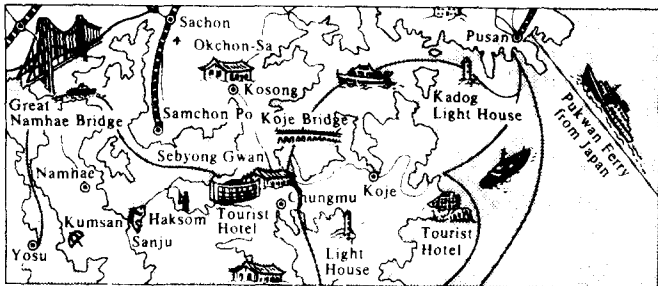 Sachon
Okchon-Sa
Pusan
Kosong
Great
Namhae Bridge
Samchon Po
Koje Bridge
Kadog
Light House
Pukwan Ferry
from Japan
Sebyong Gwan
Namhae
Koje
Chungmu
Kumsan
Haksom
Sanju
Tourist
Hotel
Light
House
Tourist
Hotel
Yosu